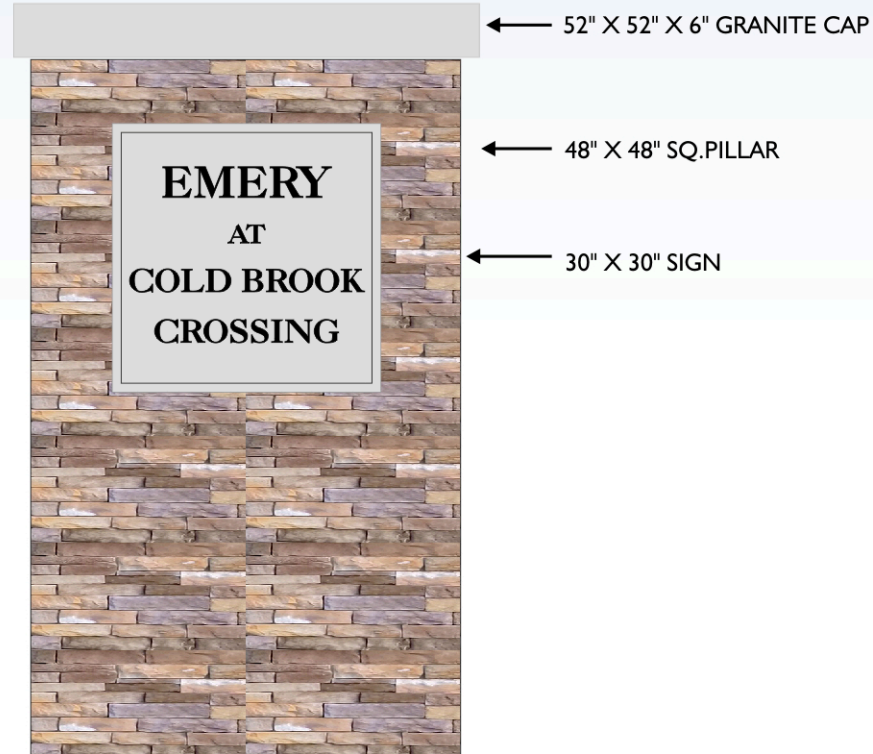 52" X 52" X 6" GRANITE CAP
48" X 48" SQ.PILLAR
30" X 30" SIGN
EMERY
AT
COLD BROOK
CROSSING